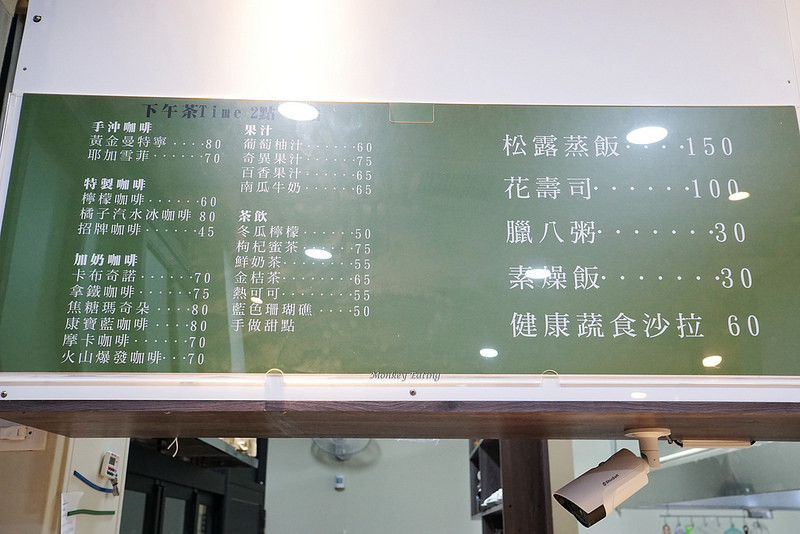 下午茶Time 2點
手沖咖啡
黃金曼特寧····80
耶加雪菲·····70
特製咖啡
檸檬咖啡·····60
橘子汽水冰咖啡 80
招牌咖啡·····45
加奶咖啡
卡布奇諾······70
拿鐵咖啡······75
焦糖瑪奇朵···80
康寶藍咖啡···80
摩卡咖啡·····70
火山爆發咖啡···70
果汁
葡萄柚汁·····60
奇異果汁·····75
百香果汁·····65
南瓜牛奶·····65
茶飲
冬瓜檸檬·····50
枸杞蜜茶·····75
鮮奶茶······55
金桔茶······65
熱可可······55
藍色珊瑚礁···50
手做甜點
松露蒸飯····150
花壽司······100
臘八粥·······30
素燥飯·······30
健康蔬食沙拉 60
Monkey Eating